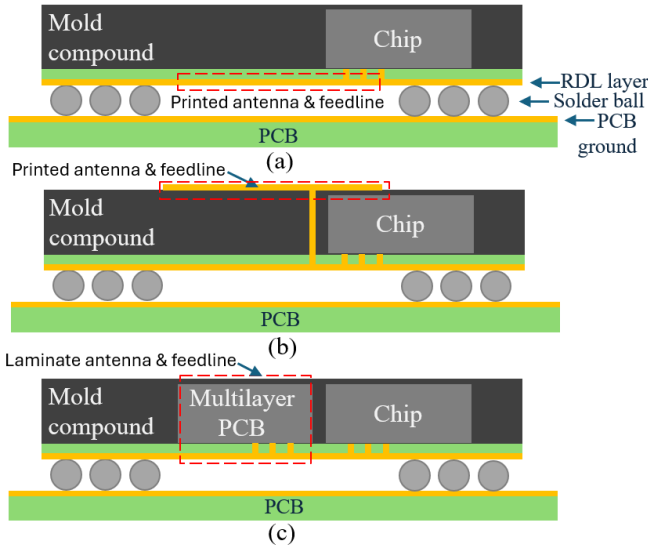 Mold
compound
Chip
RDL layer
Printed antenna & feedline
Solder ball
PCB
PCB
ground
(a)
Printed antenna & feedline
Mold
compound
Chip
PCB
(b)
Laminate antenna & feedline
Mold
compound
Multilayer
PCB
Chip
PCB
(c)